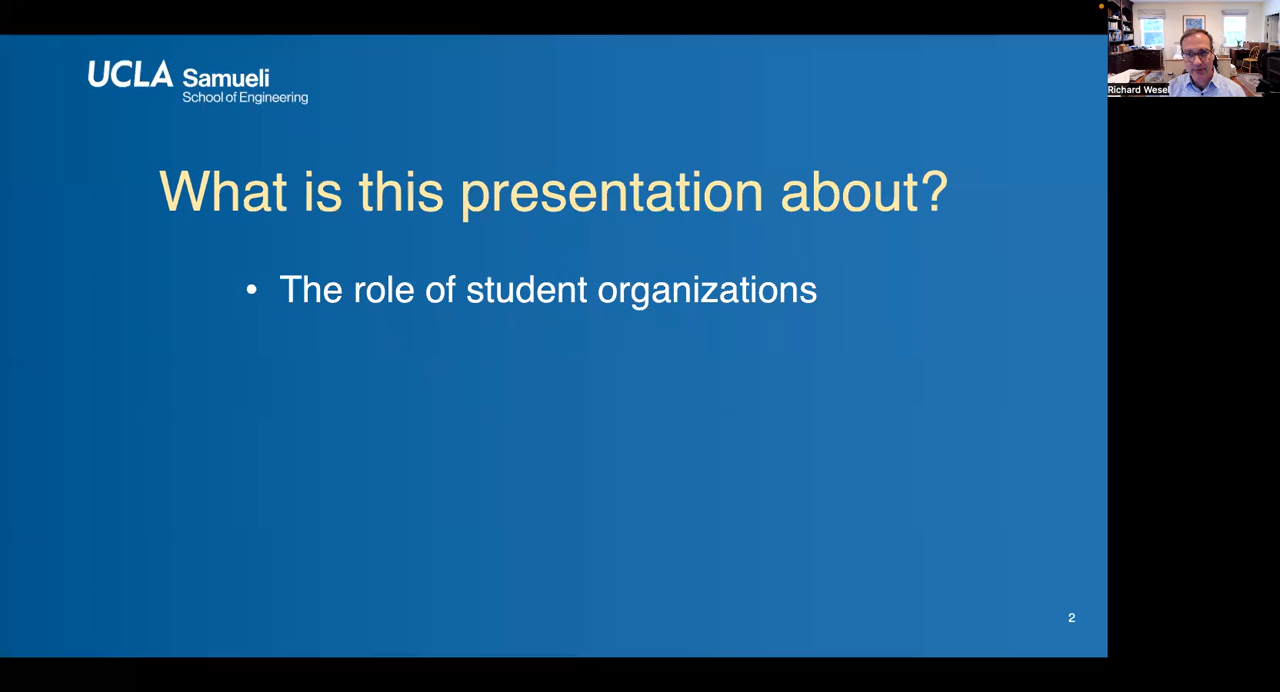 UCLA Samueli
School of Engineering
Richard Wesel
What is this presentation about?
• The role of student organizations
2